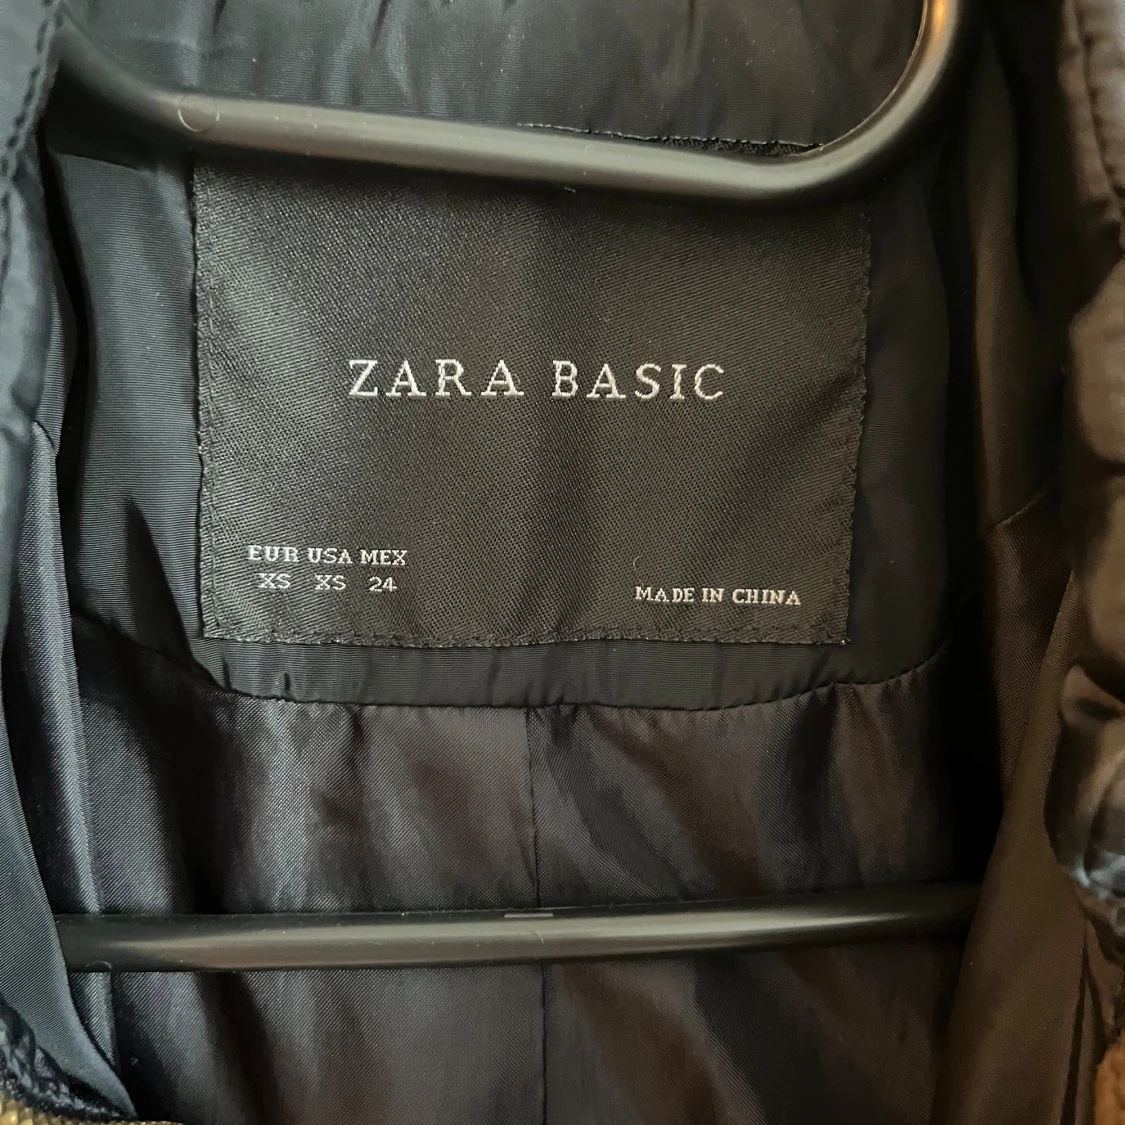 ZARA BASIC
EUR USA MEX
XS XS 24
MADE IN CHINA